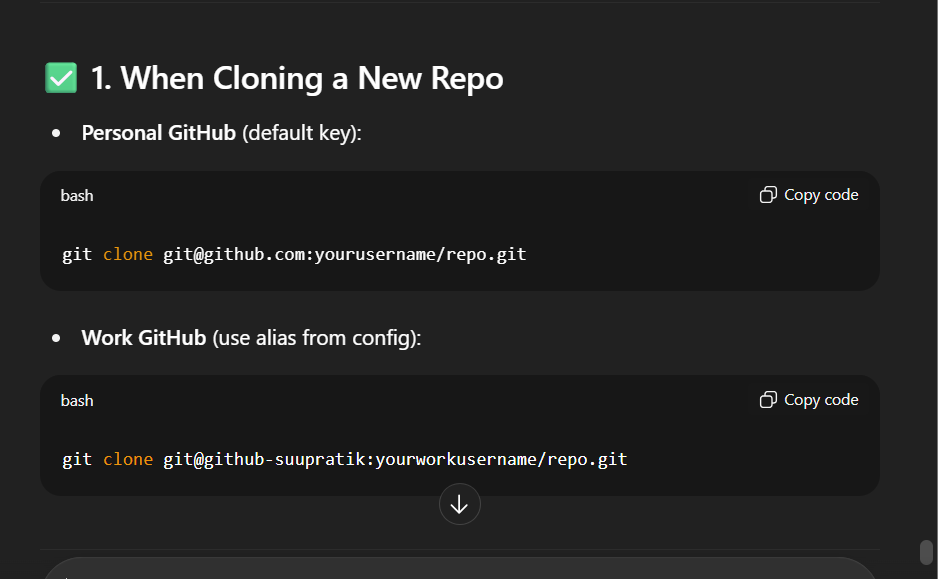 ✅ 1. When Cloning a New Repo
• Personal GitHub (default key):
bash Copy code
git clone git@github.com:yourusername/repo.git
• Work GitHub (use alias from config):
bash Copy code
git clone git@github-suupratik:yourworkusername/repo.git